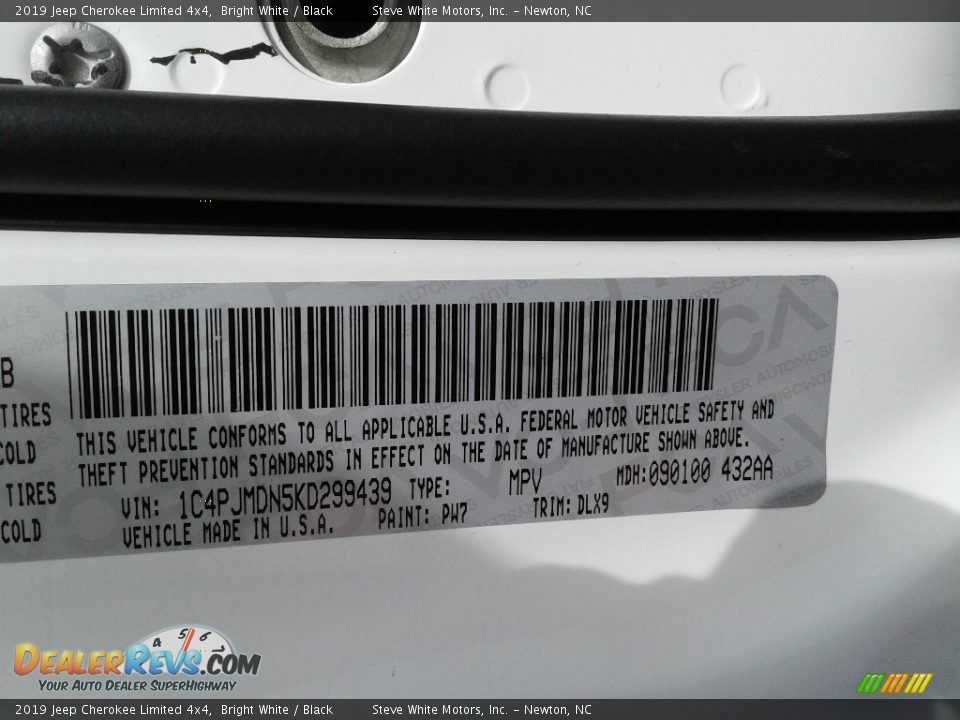 2019 Jeep Cherokee Limited 4x4, Bright White / Black Steve White Motors, Inc. – Newton, NC
B
TIRES
COLD
TIRES
COLD
THIS VEHICLE CONFORMS TO ALL APPLICABLE U.S.A. FEDERAL MOTOR VEHICLE SAFETY AND
THEFT PREVENTION STANDARDS IN EFFECT ON THE DATE OF MANUFACTURE SHOWN ABOVE.
VIN: 1C4PJMDN5KD299439 TYPE: MPV MDH:090100 432AA
VEHICLE MADE IN U.S.A. PAINT: PW7 TRIM: DLX9
4 5 6
DEALERREVS.COM
YOUR AUTO DEALER SUPERHIGHWAY
2019 Jeep Cherokee Limited 4x4, Bright White / Black Steve White Motors, Inc. – Newton, NC